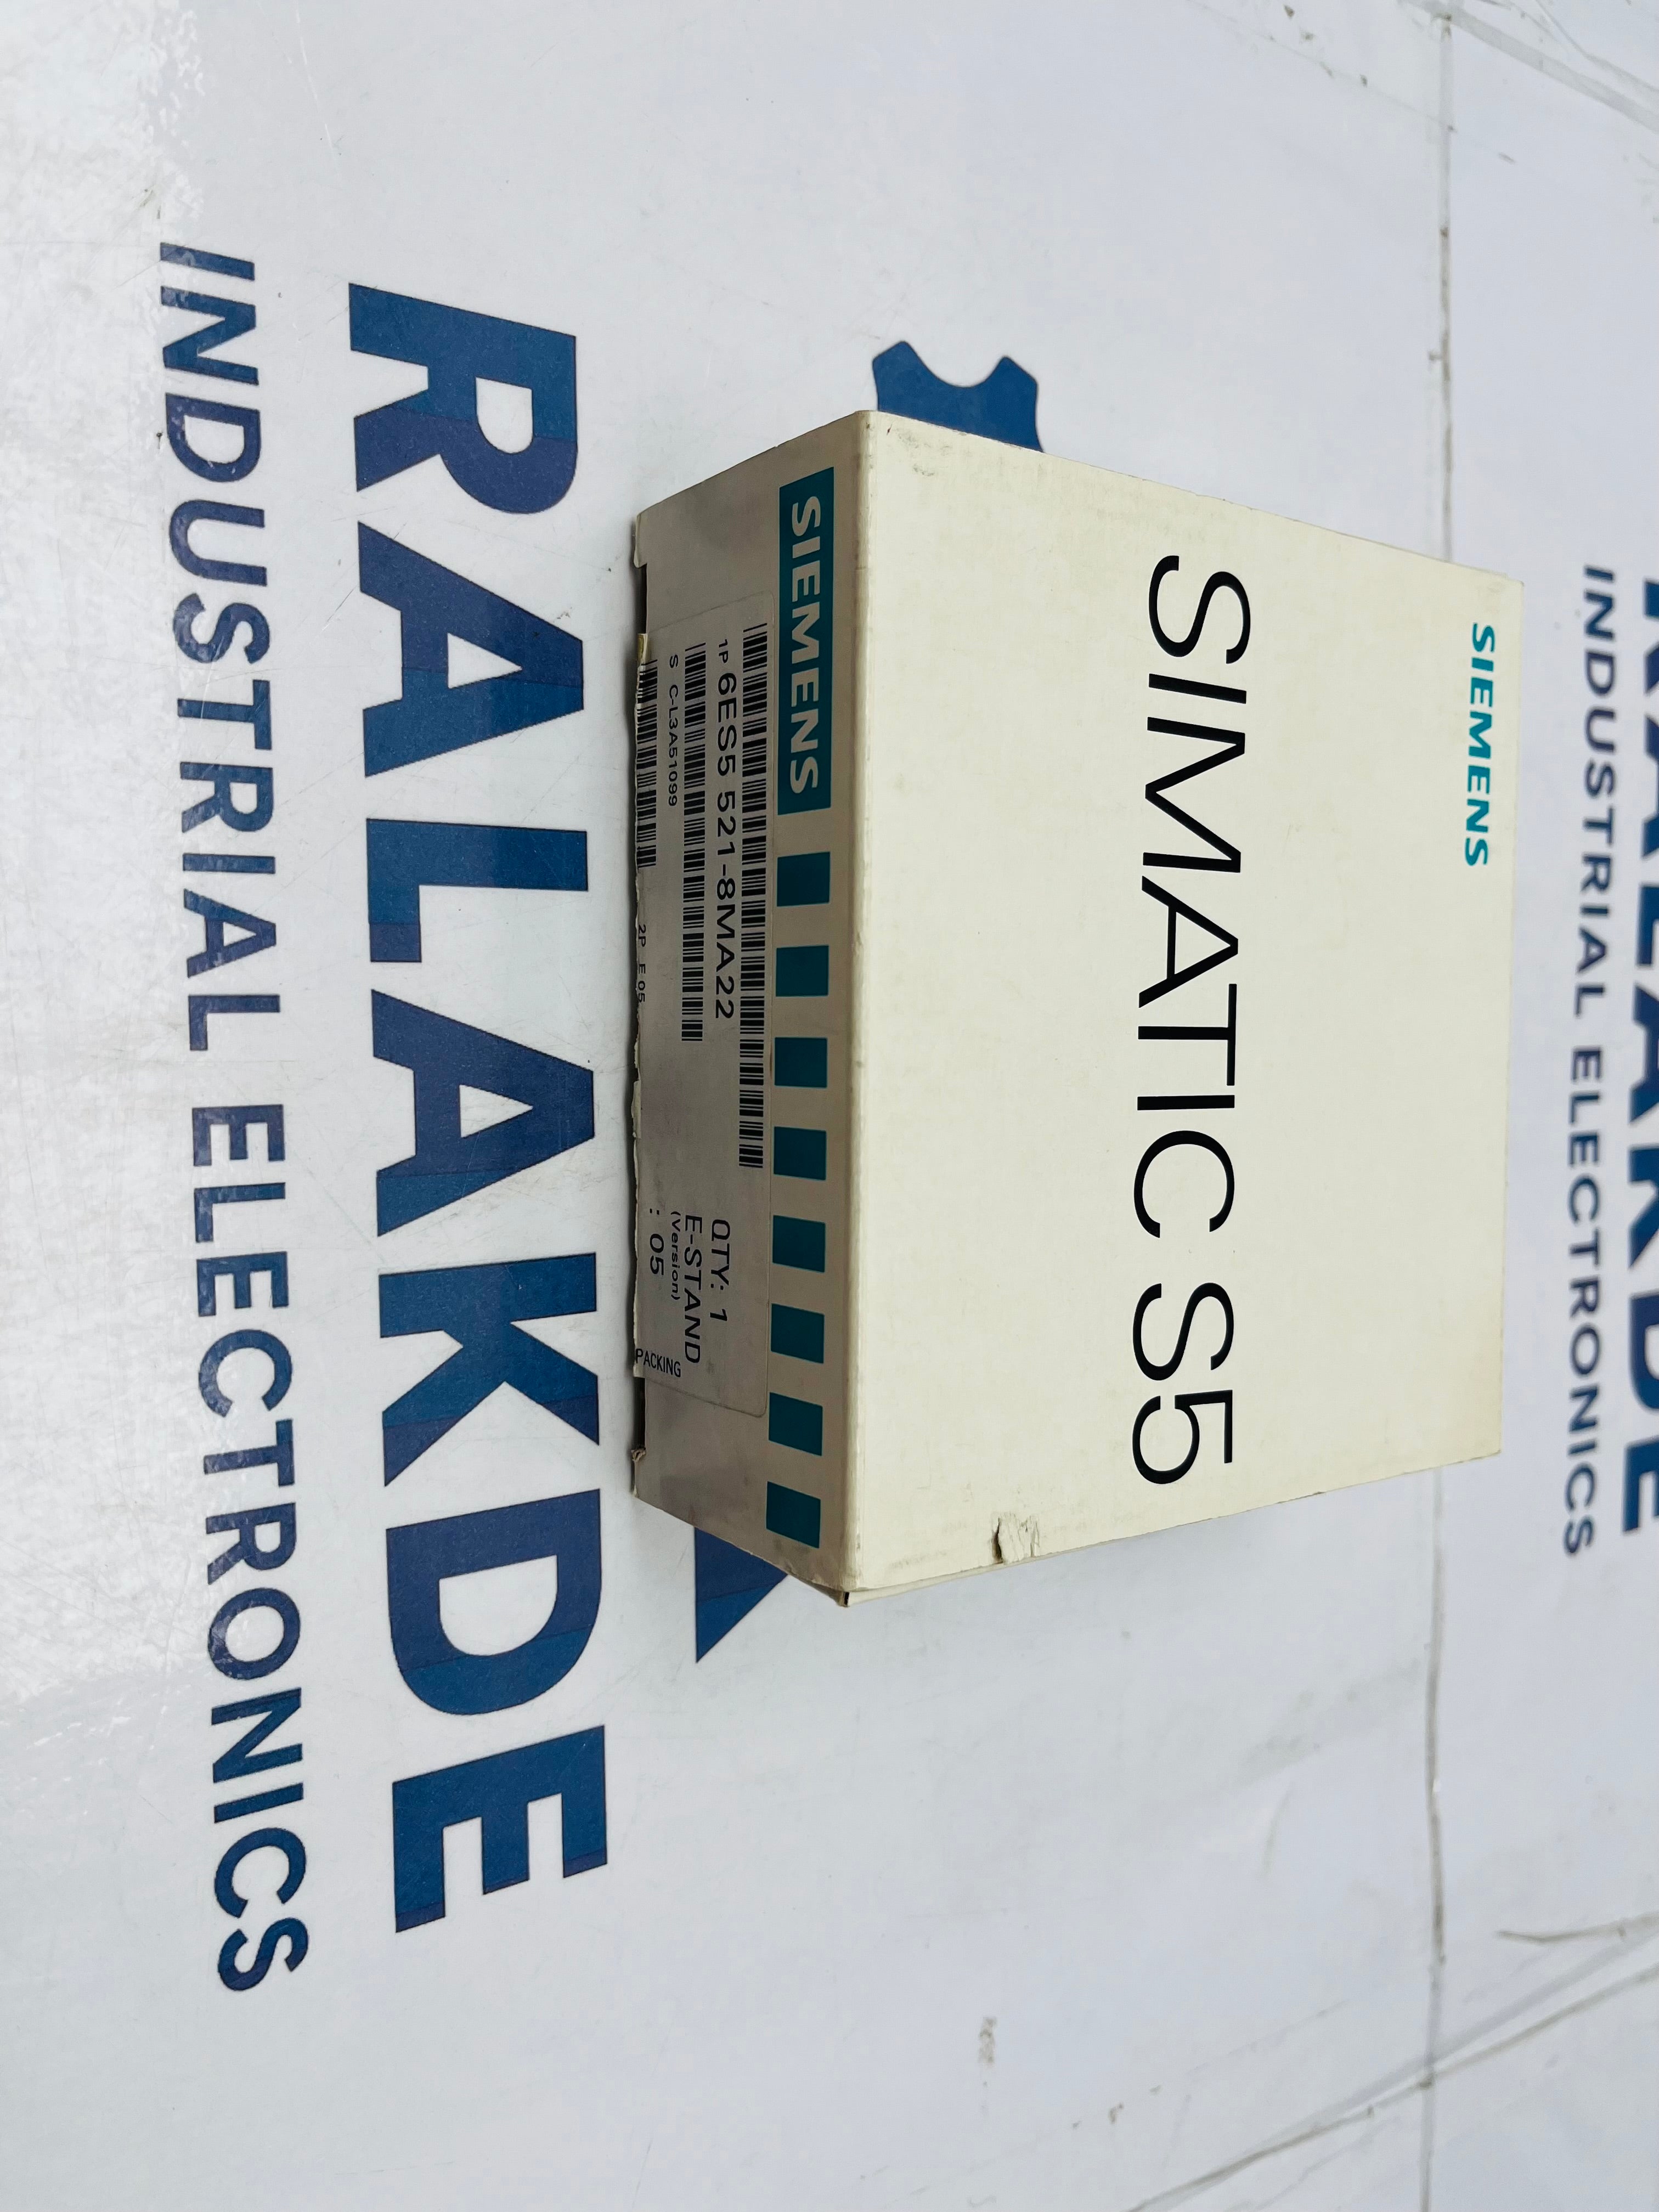 SIEMENS
SIMATIC S5
SIEMENS
1P 6ES5 521-8MA22
S C-L3A51099
2P E 05
QTY: 1
E-STAND
(Version)
: 05
PACKING
RALAKDE
INDUSTRIAL ELECTRONICS
RALAKDE
INDUSTRIAL ELECTRONICS